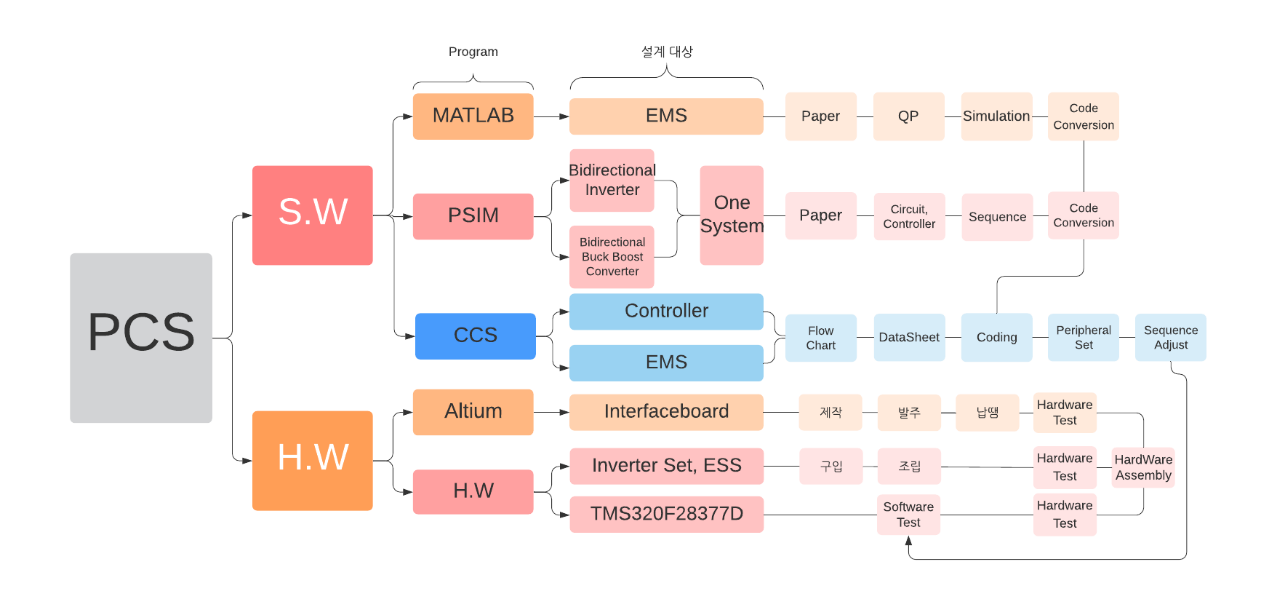 Program
설계 대상
MATLAB
EMS
Paper
QP
Simulation
Code
Conversion
S.W
PSIM
Bidirectional
Inverter
Bidirectional
Buck Boost
Converter
One
System
Paper
Circuit,
Controller
Sequence
Code
Conversion
PCS
CCS
Controller
EMS
Flow
Chart
DataSheet
Coding
Peripheral
Set
Sequence
Adjust
H.W
Altium
Interfaceboard
제작
발주
납땡
Hardware
Test
H.W
Inverter Set, ESS
구입
조립
Hardware
Test
HardWare
Assembly
TMS320F28377D
Software
Test
Hardware
Test